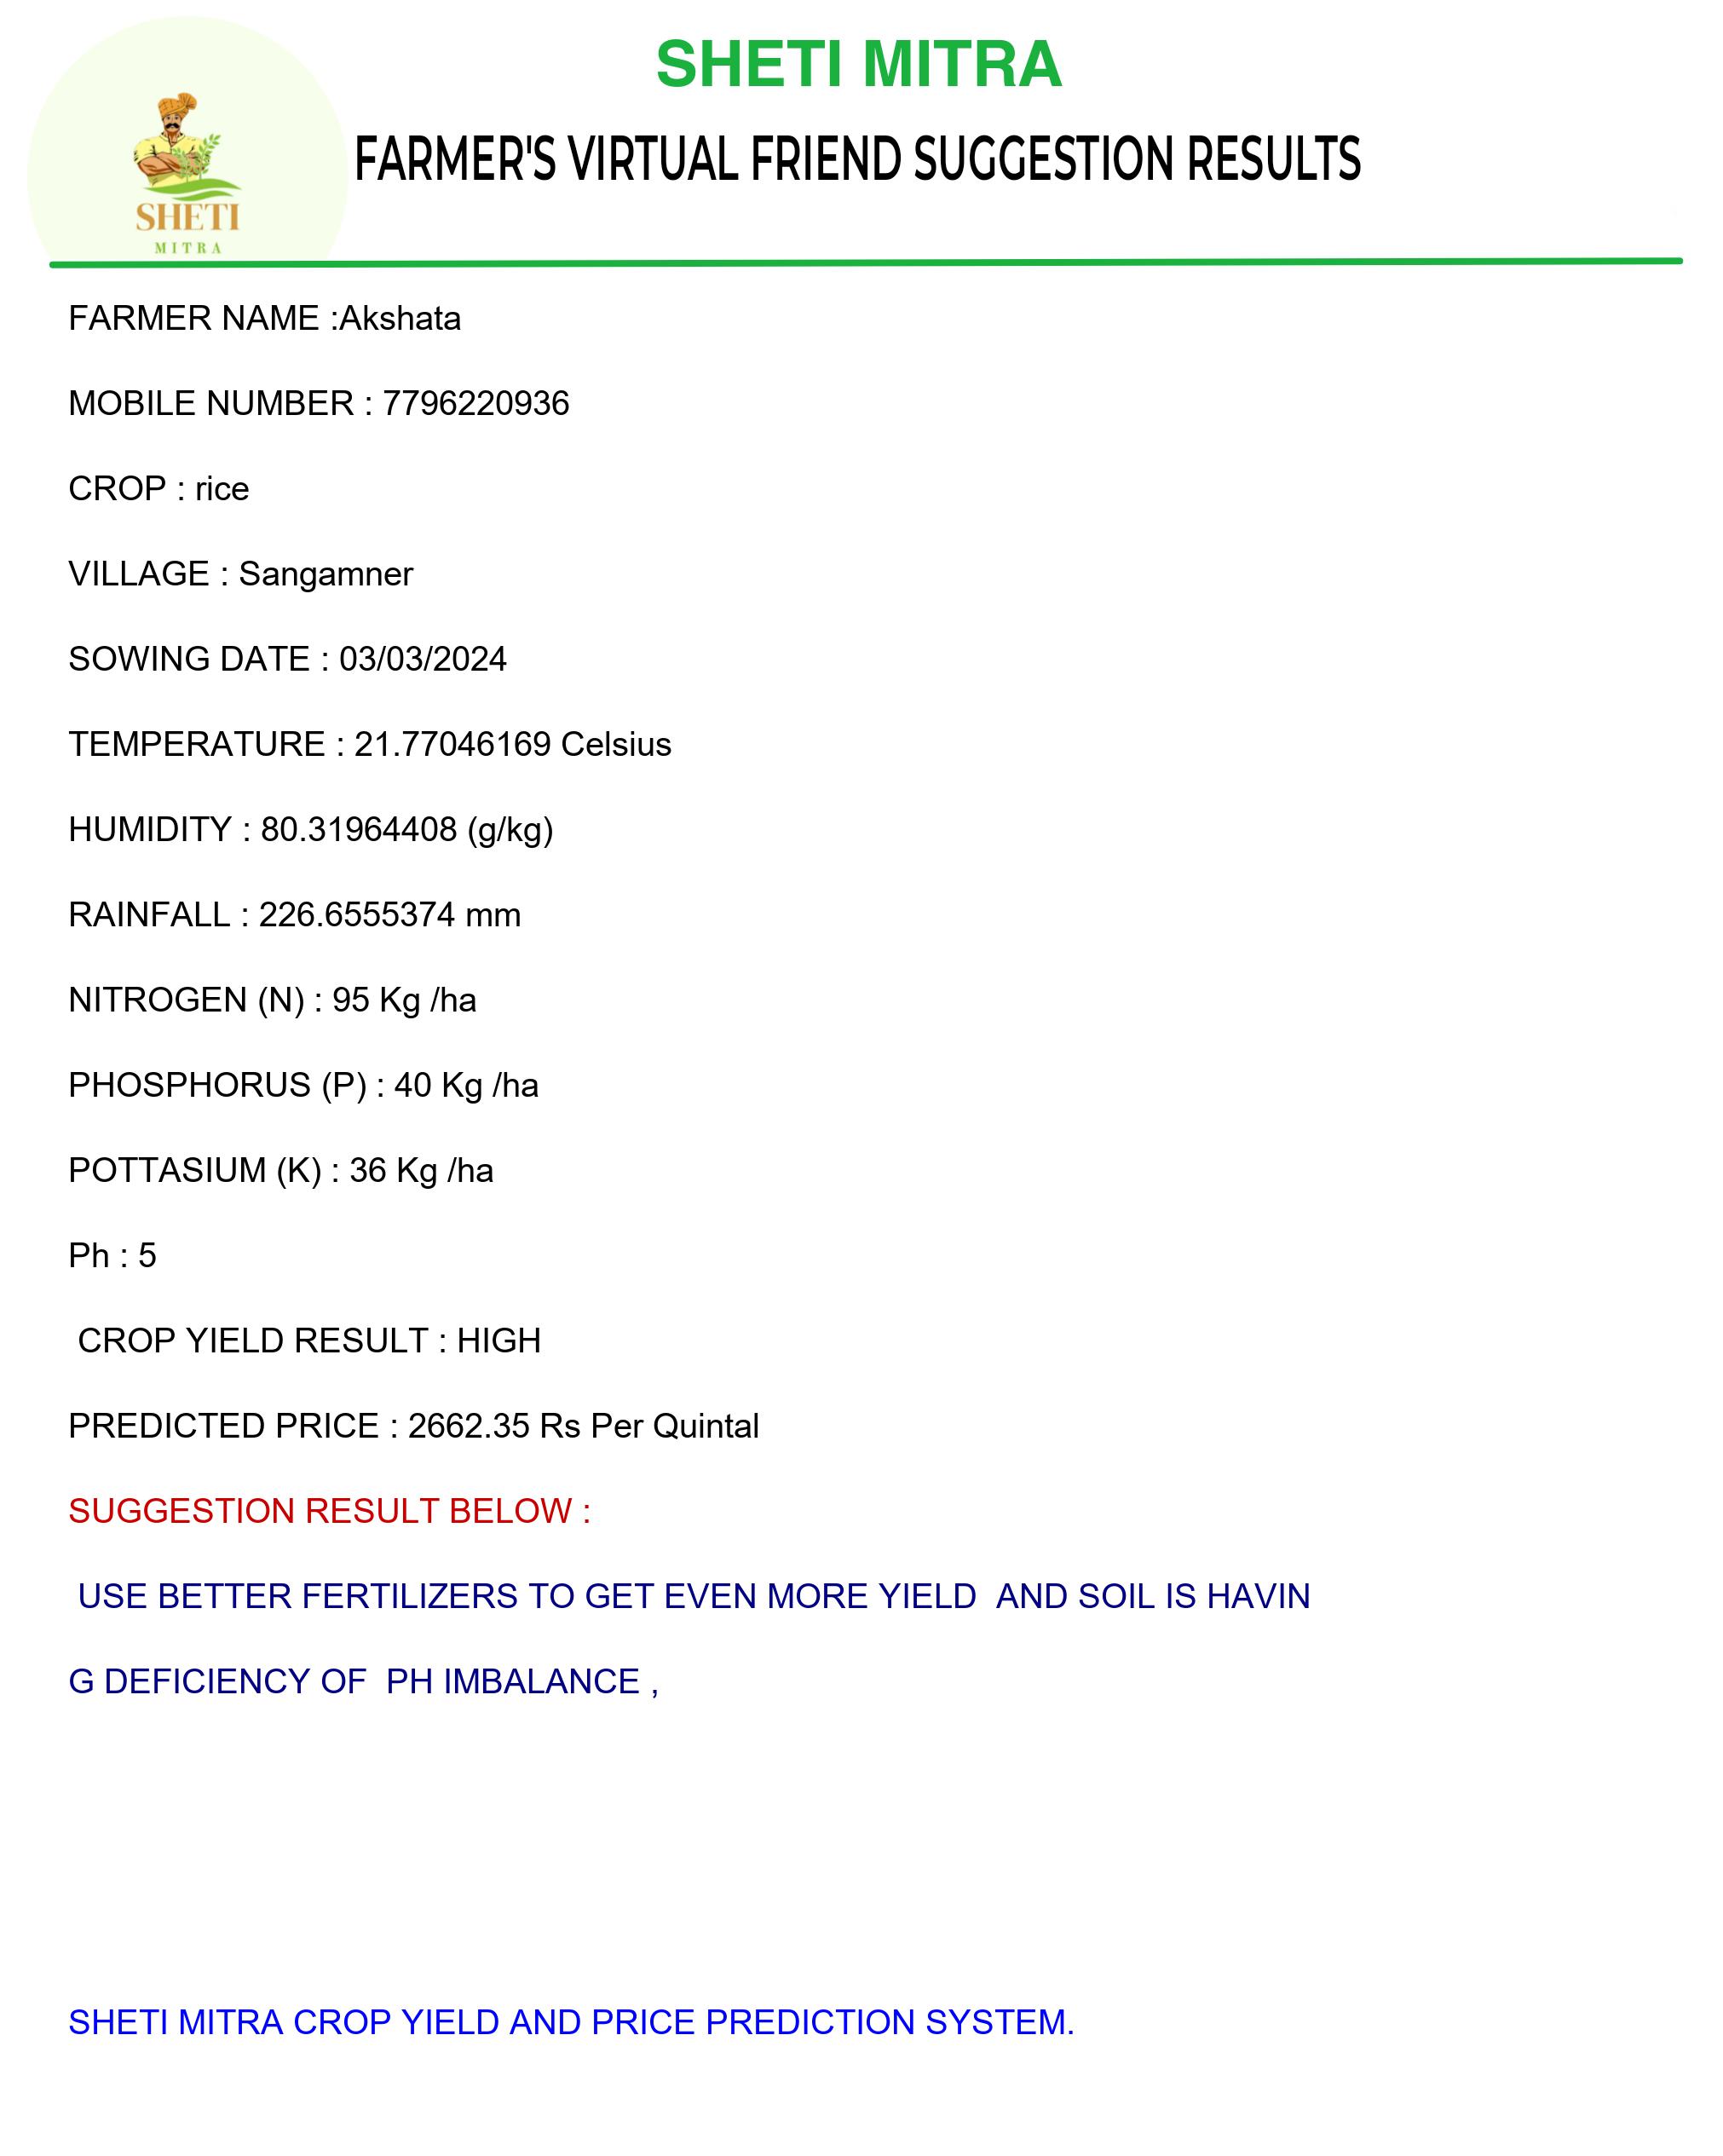 SHETI MITRA
FARMER'S VIRTUAL FRIEND SUGGESTION RESULTS
SHETI
MITRA
FARMER NAME :Akshata
MOBILE NUMBER : 7796220936
CROP : rice
VILLAGE : Sangamner
SOWING DATE : 03/03/2024
TEMPERATURE : 21.77046169 Celsius
HUMIDITY : 80.31964408 (g/kg)
RAINFALL : 226.6555374 mm
NITROGEN (N) : 95 Kg /ha
PHOSPHORUS (P) : 40 Kg /ha
POTTASIUM (K) : 36 Kg /ha
Ph : 5
CROP YIELD RESULT : HIGH
PREDICTED PRICE : 2662.35 Rs Per Quintal
SUGGESTION RESULT BELOW :
USE BETTER FERTILIZERS TO GET EVEN MORE YIELD  AND SOIL IS HAVIN
G DEFICIENCY OF  PH IMBALANCE ,
SHETI MITRA CROP YIELD AND PRICE PREDICTION SYSTEM.